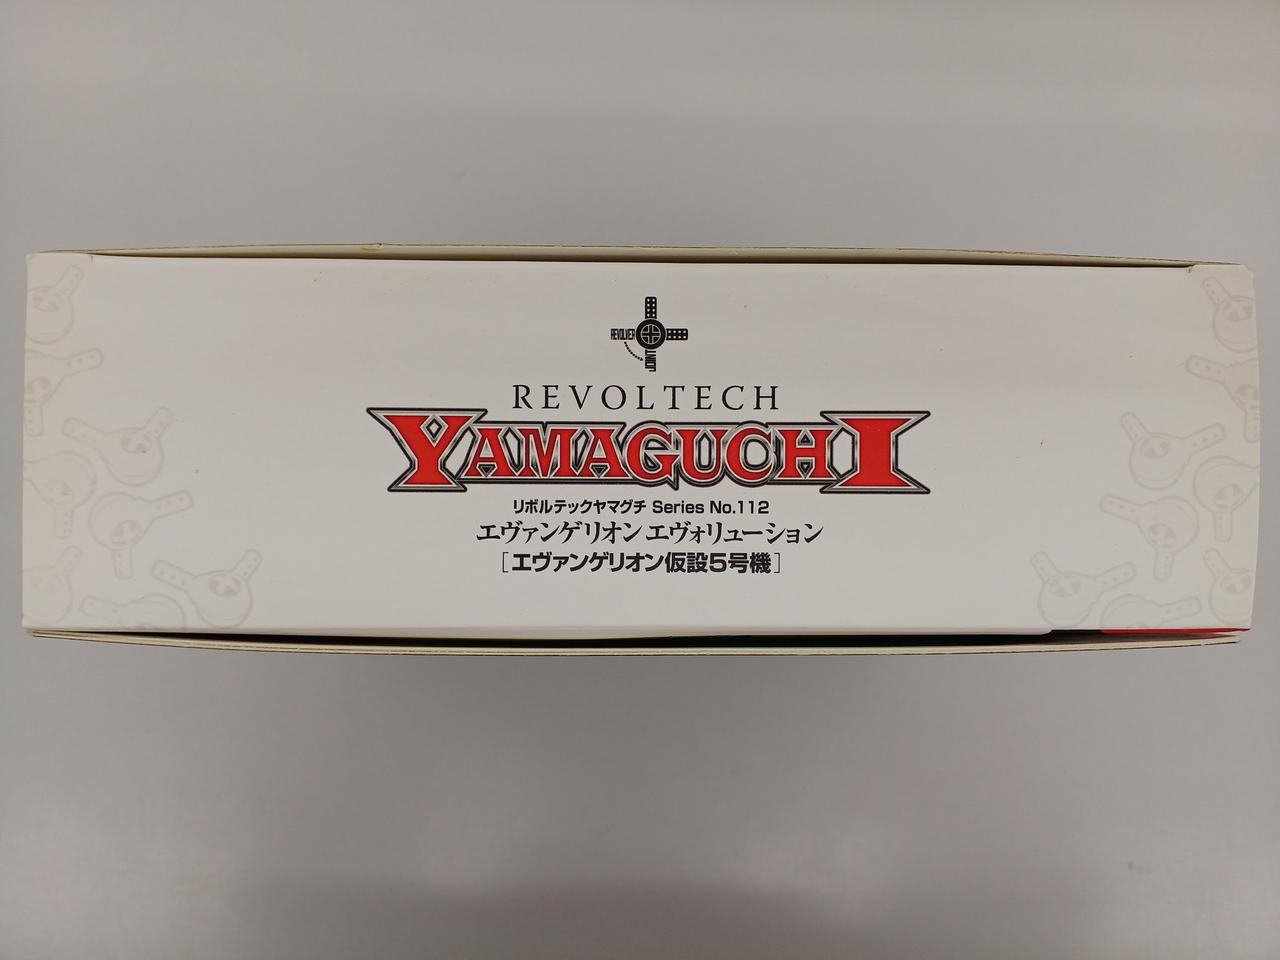 REVOLVER
JOINT
REVOLTECH
YAMAGUCHI
リボルテックヤマグチ Series No.112
エヴァンゲリオン エヴォリューション
[エヴァンゲリオン仮設5号機]